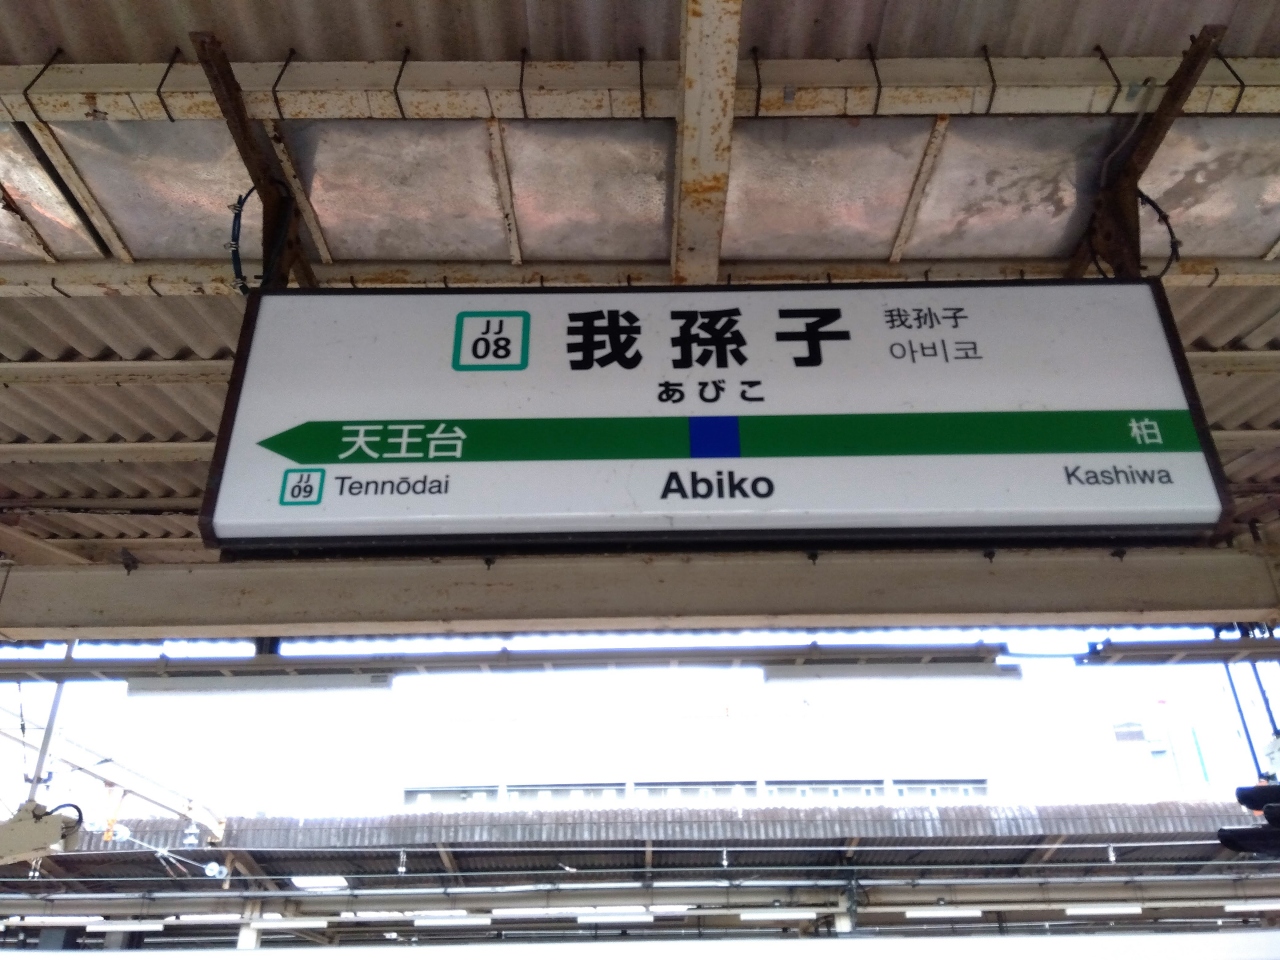 JJ
08
我孫子
我孙子
아비코
あびこ
天王台
柏
JJ
09
Tennōdai
Abiko
Kashiwa